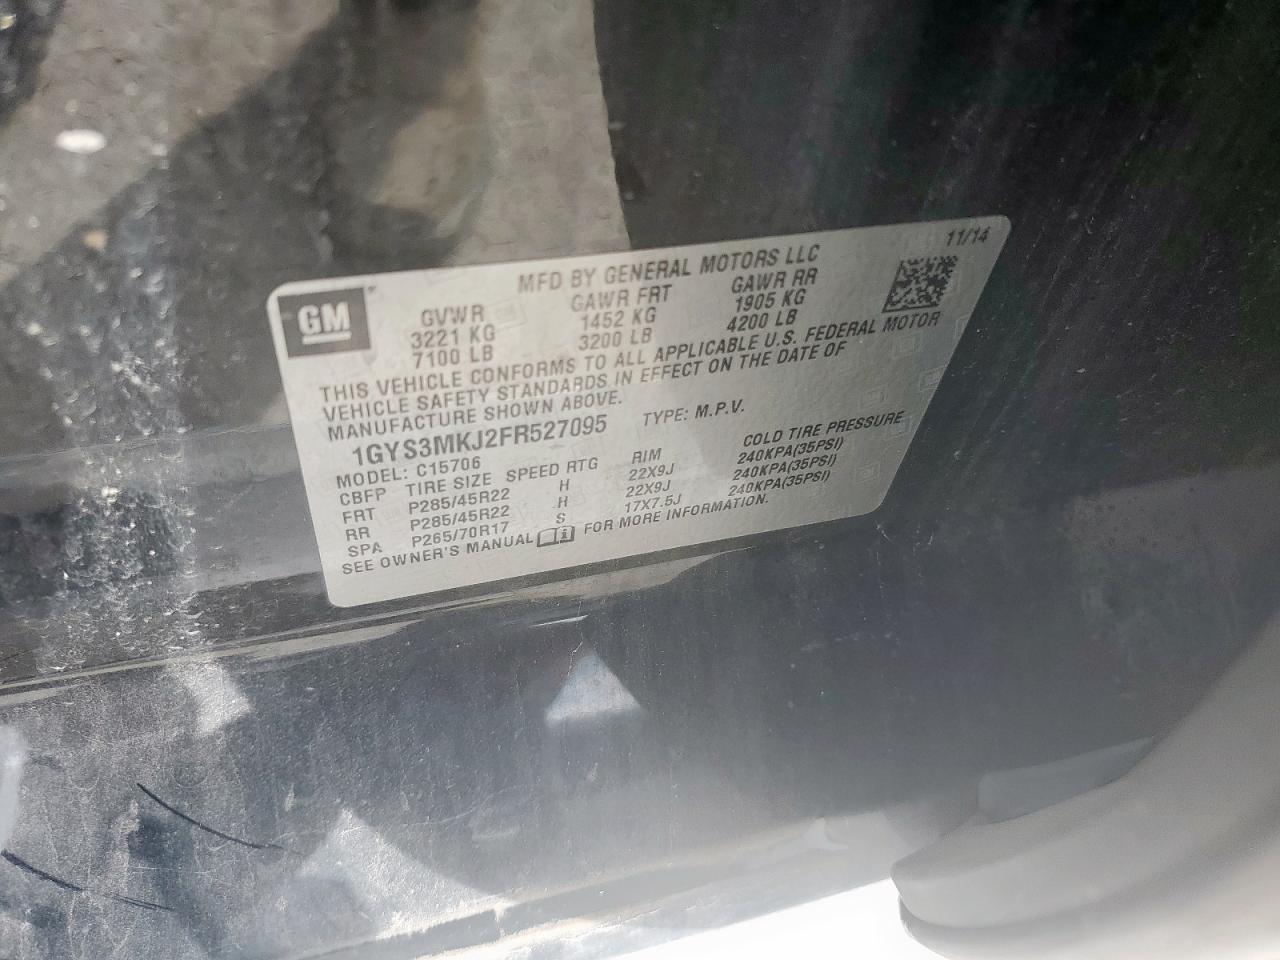 11/14
MFD BY GENERAL MOTORS LLC
GM
GVWR GAWR FRT GAWR RR
3221 KG 1452 KG 1905 KG
7100 LB 3200 LB 4200 LB
THIS VEHICLE CONFORMS TO ALL APPLICABLE U.S. FEDERAL MOTOR
VEHICLE SAFETY STANDARDS IN EFFECT ON THE DATE OF
MANUFACTURE SHOWN ABOVE.
1GYS3MKJ2FR527095 TYPE: M.P.V.
MODEL: C15706
CBFP TIRE SIZE SPEED RTG RIM COLD TIRE PRESSURE
FRT P285/45R22 H 22X9J 240KPA(35PSI)
RR P285/45R22 H 22X9J 240KPA(35PSI)
SPA P265/70R17 S 17X7.5J 240KPA(35PSI)
SEE OWNER'S MANUAL FOR MORE INFORMATION.